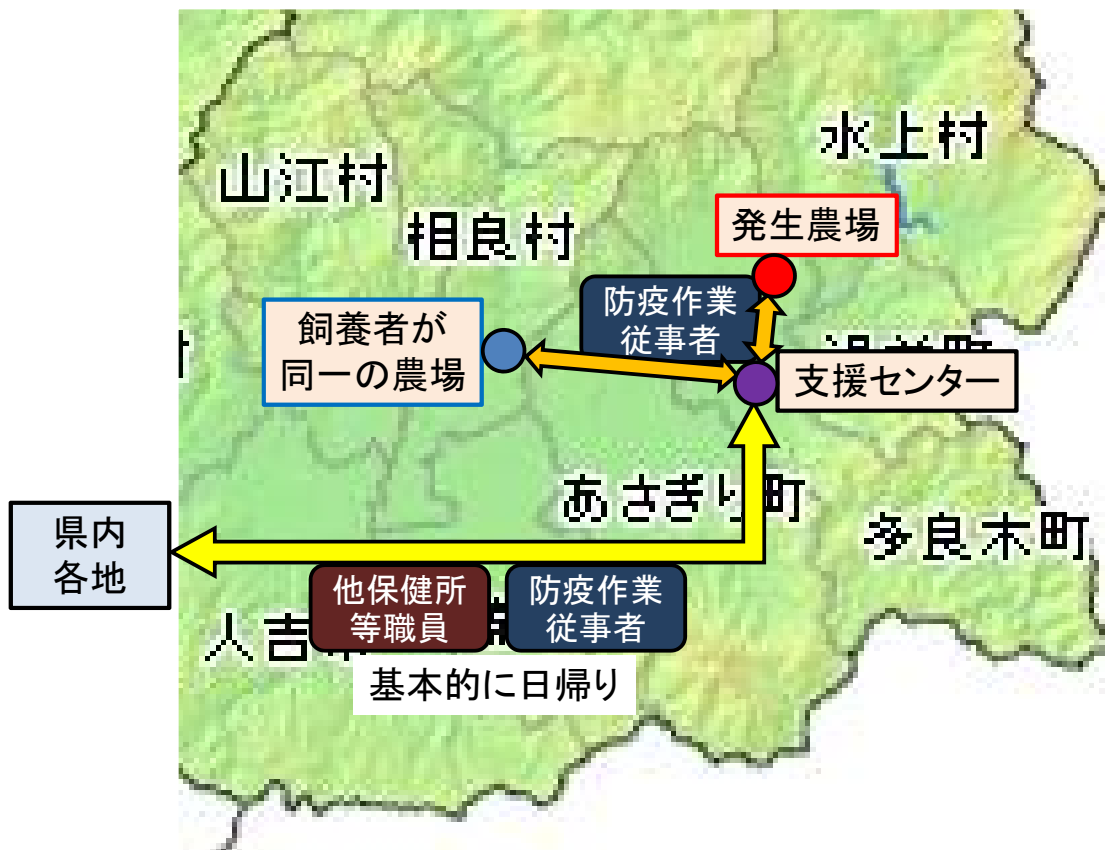 水上村
山江村
発生農場
相良村
防疫作業
従事者
飼養者が
同一の農場
支援センター
あさぎり町
県内
各地
多良木町
他保健所
等職員
防疫作業
従事者
人吉
基本的に日帰り